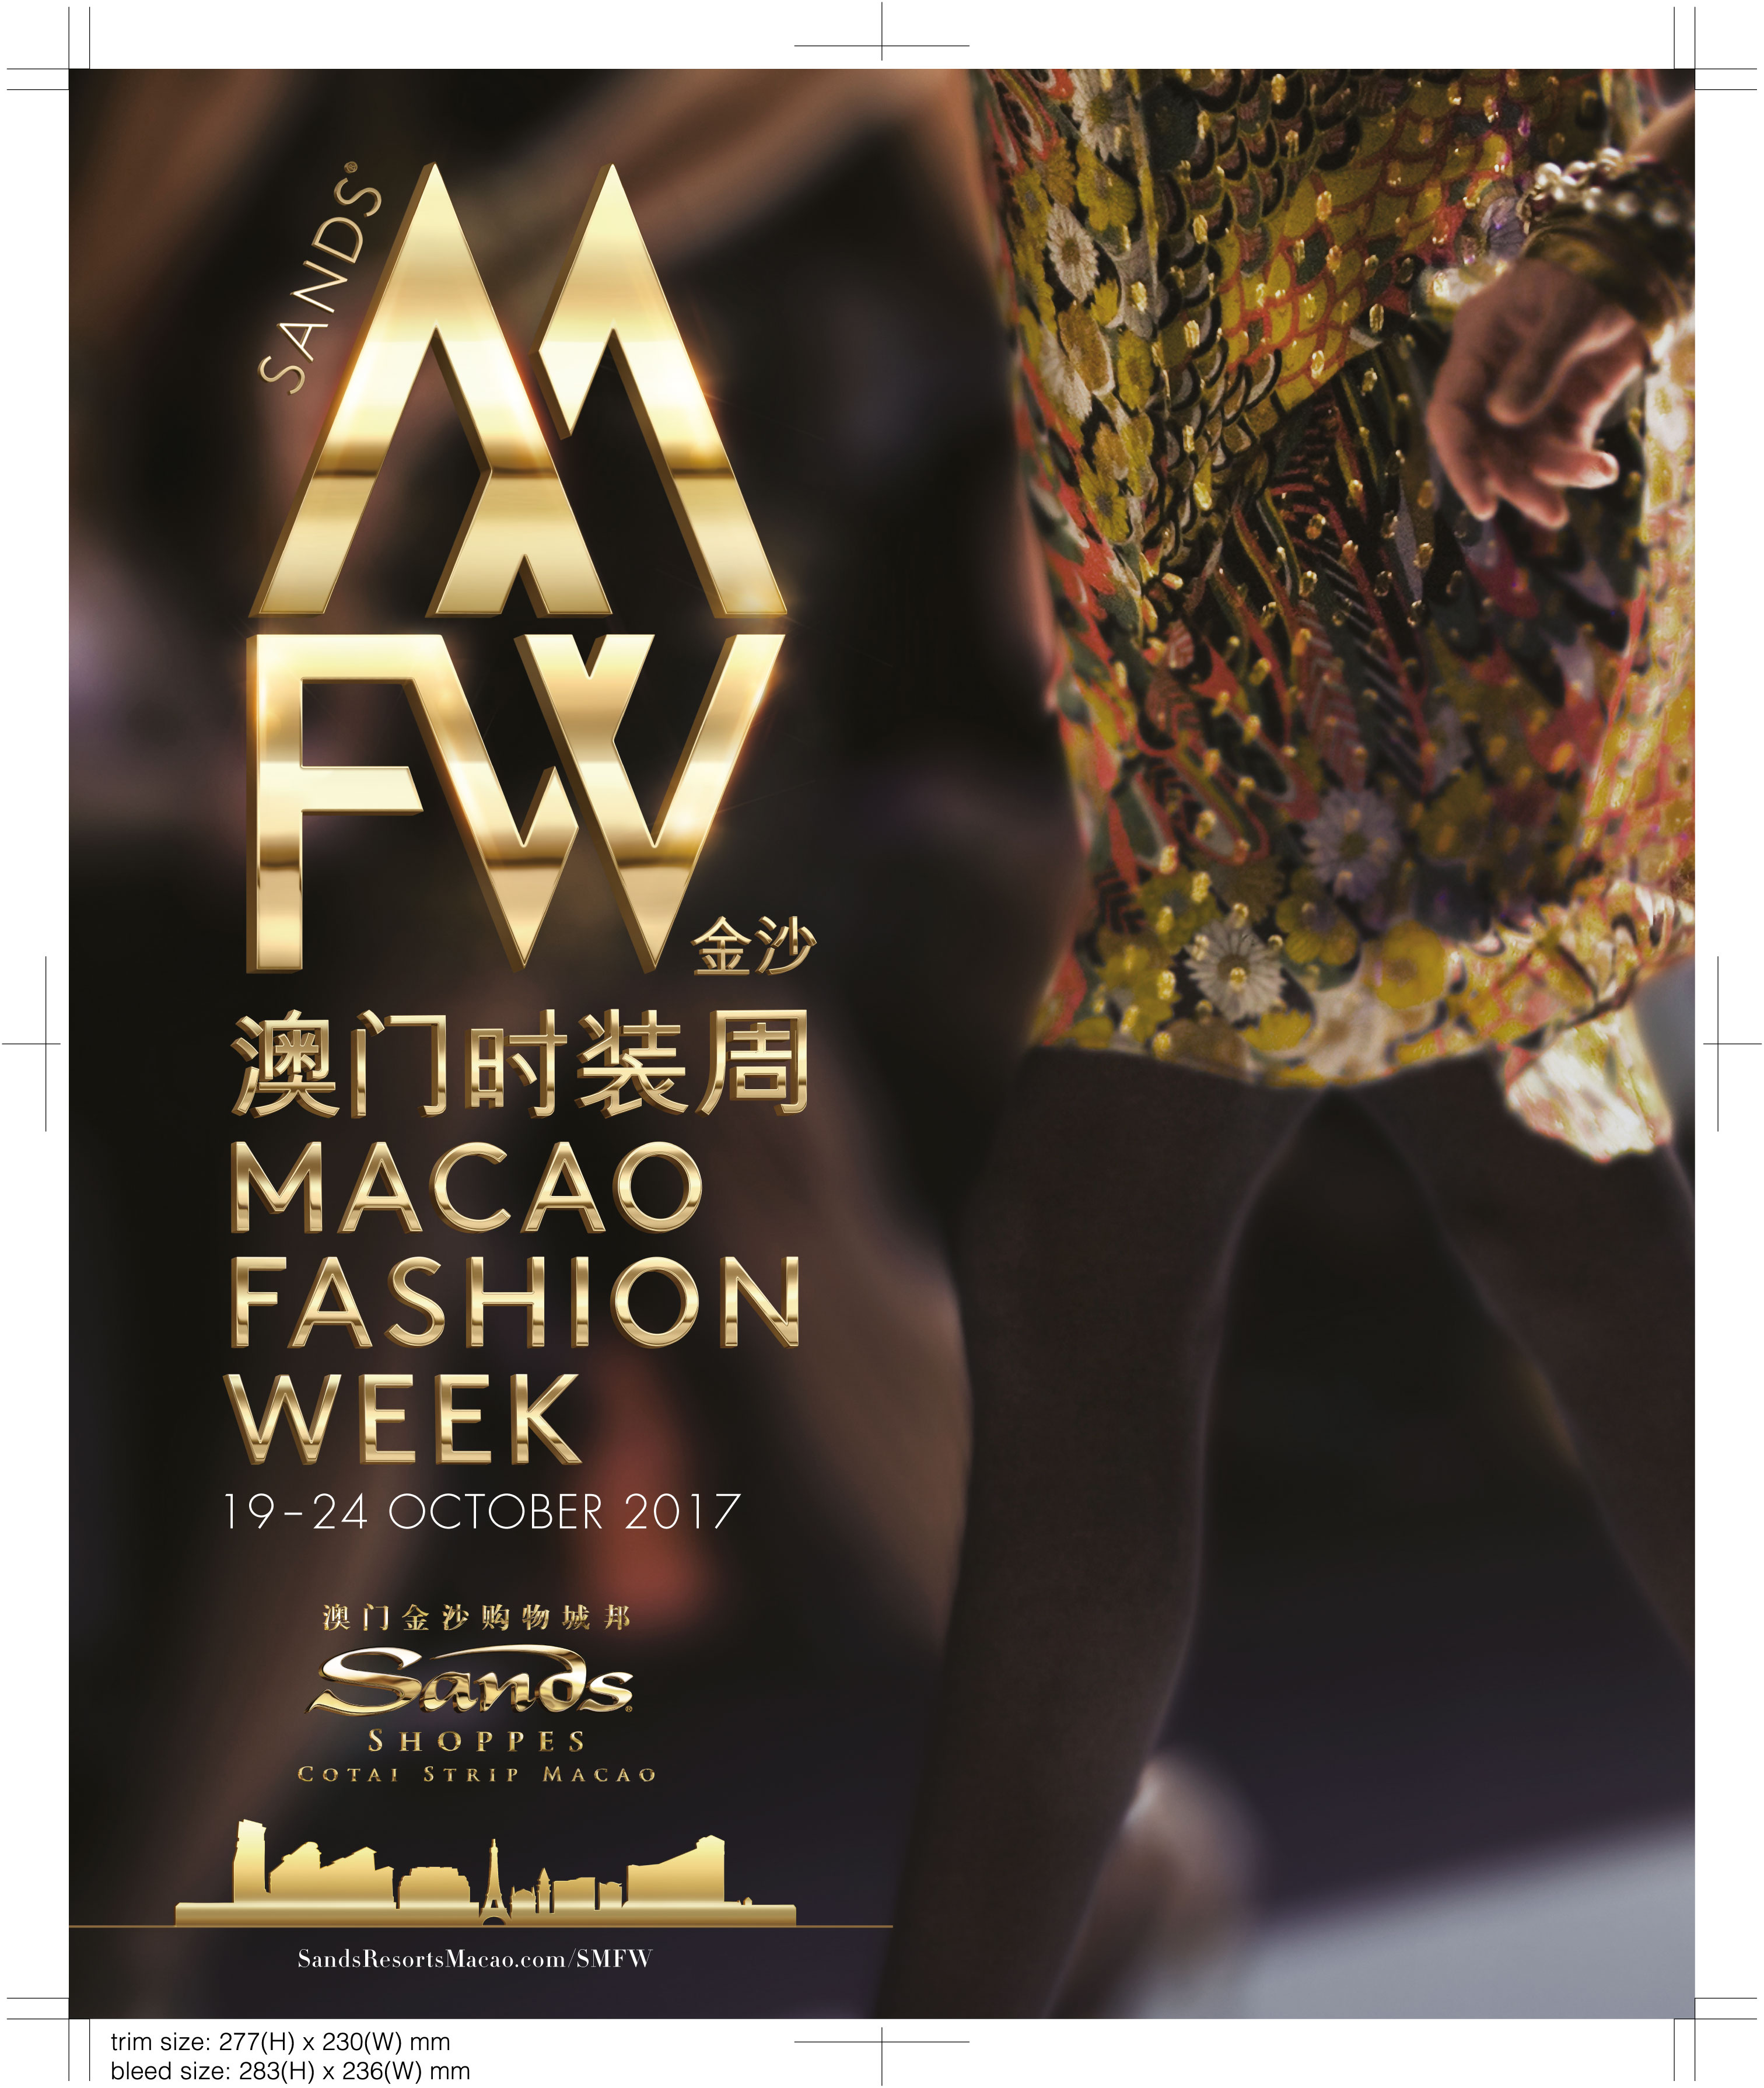 SANDS®
MFW
金沙
澳门时装周
MACAO
FASHION
WEEK
19–24 OCTOBER 2017
澳门金沙购物城邦
Sands®
SHOPPES
COTAI STRIP MACAO
SandsResortsMacao.com/SMFW
trim size: 277(H) x 230(W) mm
bleed size: 283(H) x 236(W) mm